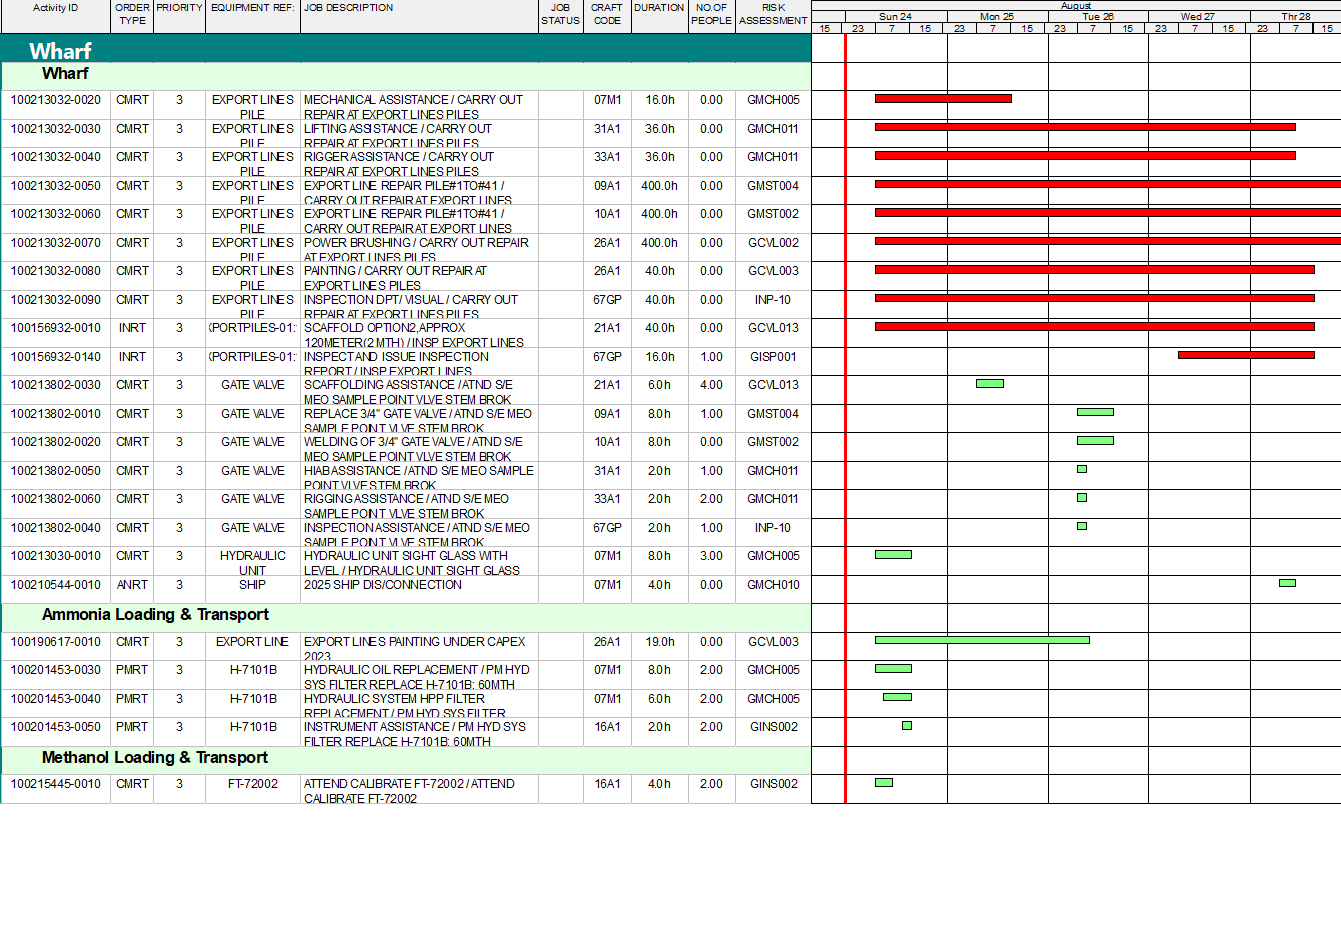 August
Activity ID ORDER TYPE PRIORITY EQUIPMENT REF: JOB DESCRIPTION JOB STATUS CRAFT CODE DURATION NO.OF PEOPLE RISK ASSESSMENT
Sun 24 Mon 25 Tue 26 Wed 27 Thr 28
15 23 7 15 23 7 15 23 7 15 23 7 15 23 7 15
Wharf
Wharf
100213032-0020 CMRT 3 EXPORT LINES MECHANICAL ASSISTANCE / CARRY OUT 07M1 16.0h 0.00 GMCH005
PILE REPAIR AT EXPORT LINES PILES
100213032-0030 CMRT 3 EXPORT LINES LIFTING ASSISTANCE / CARRY OUT 31A1 36.0h 0.00 GMCH011
PILE REPAIR AT EXPORT LINES PILES
100213032-0040 CMRT 3 EXPORT LINES RIGGER ASSISTANCE / CARRY OUT 33A1 36.0h 0.00 GMCH011
PILE REPAIR AT EXPORT LINES PILES
100213032-0050 CMRT 3 EXPORT LINES EXPORT LINE REPAIR PILE#1TO#41 / 09A1 400.0h 0.00 GMST004
PILE CARRY OUT REPAIR AT EXPORT LINES
100213032-0060 CMRT 3 EXPORT LINES EXPORT LINE REPAIR PILE#1TO#41 / 10A1 400.0h 0.00 GMST002
PILE CARRY OUT REPAIR AT EXPORT LINES
100213032-0070 CMRT 3 EXPORT LINES POWER BRUSHING / CARRY OUT REPAIR 26A1 400.0h 0.00 GCVL002
PILE AT EXPORT LINES PILES
100213032-0080 CMRT 3 EXPORT LINES PAINTING / CARRY OUT REPAIR AT 26A1 40.0h 0.00 GCVL003
PILE EXPORT LINES PILES
100213032-0090 CMRT 3 EXPORT LINES INSPECTION DPT/ VISUAL / CARRY OUT 67GP 40.0h 0.00 INP-10
PILE REPAIR AT EXPORT LINES PILES
100156932-0010 INRT 3 XPORTPILES-01: SCAFFOLD OPTION2,APPROX 21A1 40.0h 0.00 GCVL013
120METER(2 MTH) / INSP EXPORT LINES
100156932-0140 INRT 3 XPORTPILES-01: INSPECT AND ISSUE INSPECTION 67GP 16.0h 1.00 GISP001
REPORT / INSP EXPORT LINES
100213802-0030 CMRT 3 GATE VALVE SCAFFOLDING ASSISTANCE / ATND S/E 21A1 6.0h 4.00 GCVL013
MEO SAMPLE POINT VLVE STEM BROK
100213802-0010 CMRT 3 GATE VALVE REPLACE 3/4" GATE VALVE / ATND S/E MEO 09A1 8.0h 1.00 GMST004
SAMPLE POINT VLVE STEM BROK
100213802-0020 CMRT 3 GATE VALVE WELDING OF 3/4" GATE VALVE / ATND S/E 10A1 8.0h 0.00 GMST002
MEO SAMPLE POINT VLVE STEM BROK
100213802-0050 CMRT 3 GATE VALVE HIAB ASSISTANCE / ATND S/E MEO SAMPLE 31A1 2.0h 1.00 GMCH011
POINT VLVE STEM BROK
100213802-0060 CMRT 3 GATE VALVE RIGGING ASSISTANCE / ATND S/E MEO 33A1 2.0h 2.00 GMCH011
SAMPLE POINT VLVE STEM BROK
100213802-0040 CMRT 3 GATE VALVE INSPECTION ASSISTANCE / ATND S/E MEO 67GP 2.0h 1.00 INP-10
SAMPLE POINT VLVE STEM BROK
100213030-0010 CMRT 3 HYDRAULIC HYDRAULIC UNIT SIGHT GLASS WITH 07M1 8.0h 3.00 GMCH005
UNIT LEVEL / HYDRAULIC UNIT SIGHT GLASS
100210544-0010 ANRT 3 SHIP 2025 SHIP DIS/CONNECTION 07M1 4.0h 0.00 GMCH010
Ammonia Loading & Transport
100190617-0010 CMRT 3 EXPORT LINE EXPORT LINES PAINTING UNDER CAPEX 26A1 19.0h 0.00 GCVL003
2023
100201453-0030 PMRT 3 H-7101B HYDRAULIC OIL REPLACEMENT / PM HYD 07M1 8.0h 2.00 GMCH005
SYS FILTER REPLACE H-7101B: 60MTH
100201453-0040 PMRT 3 H-7101B HYDRAULIC SYSTEM HPP FILTER 07M1 6.0h 2.00 GMCH005
REPLACEMENT / PM HYD SYS FILTER
100201453-0050 PMRT 3 H-7101B INSTRUMENT ASSISTANCE / PM HYD SYS 16A1 2.0h 2.00 GINS002
FILTER REPLACE H-7101B: 60MTH
Methanol Loading & Transport
100215445-0010 CMRT 3 FT-72002 ATTEND CALIBRATE FT-72002 / ATTEND 16A1 4.0h 2.00 GINS002
CALIBRATE FT-72002